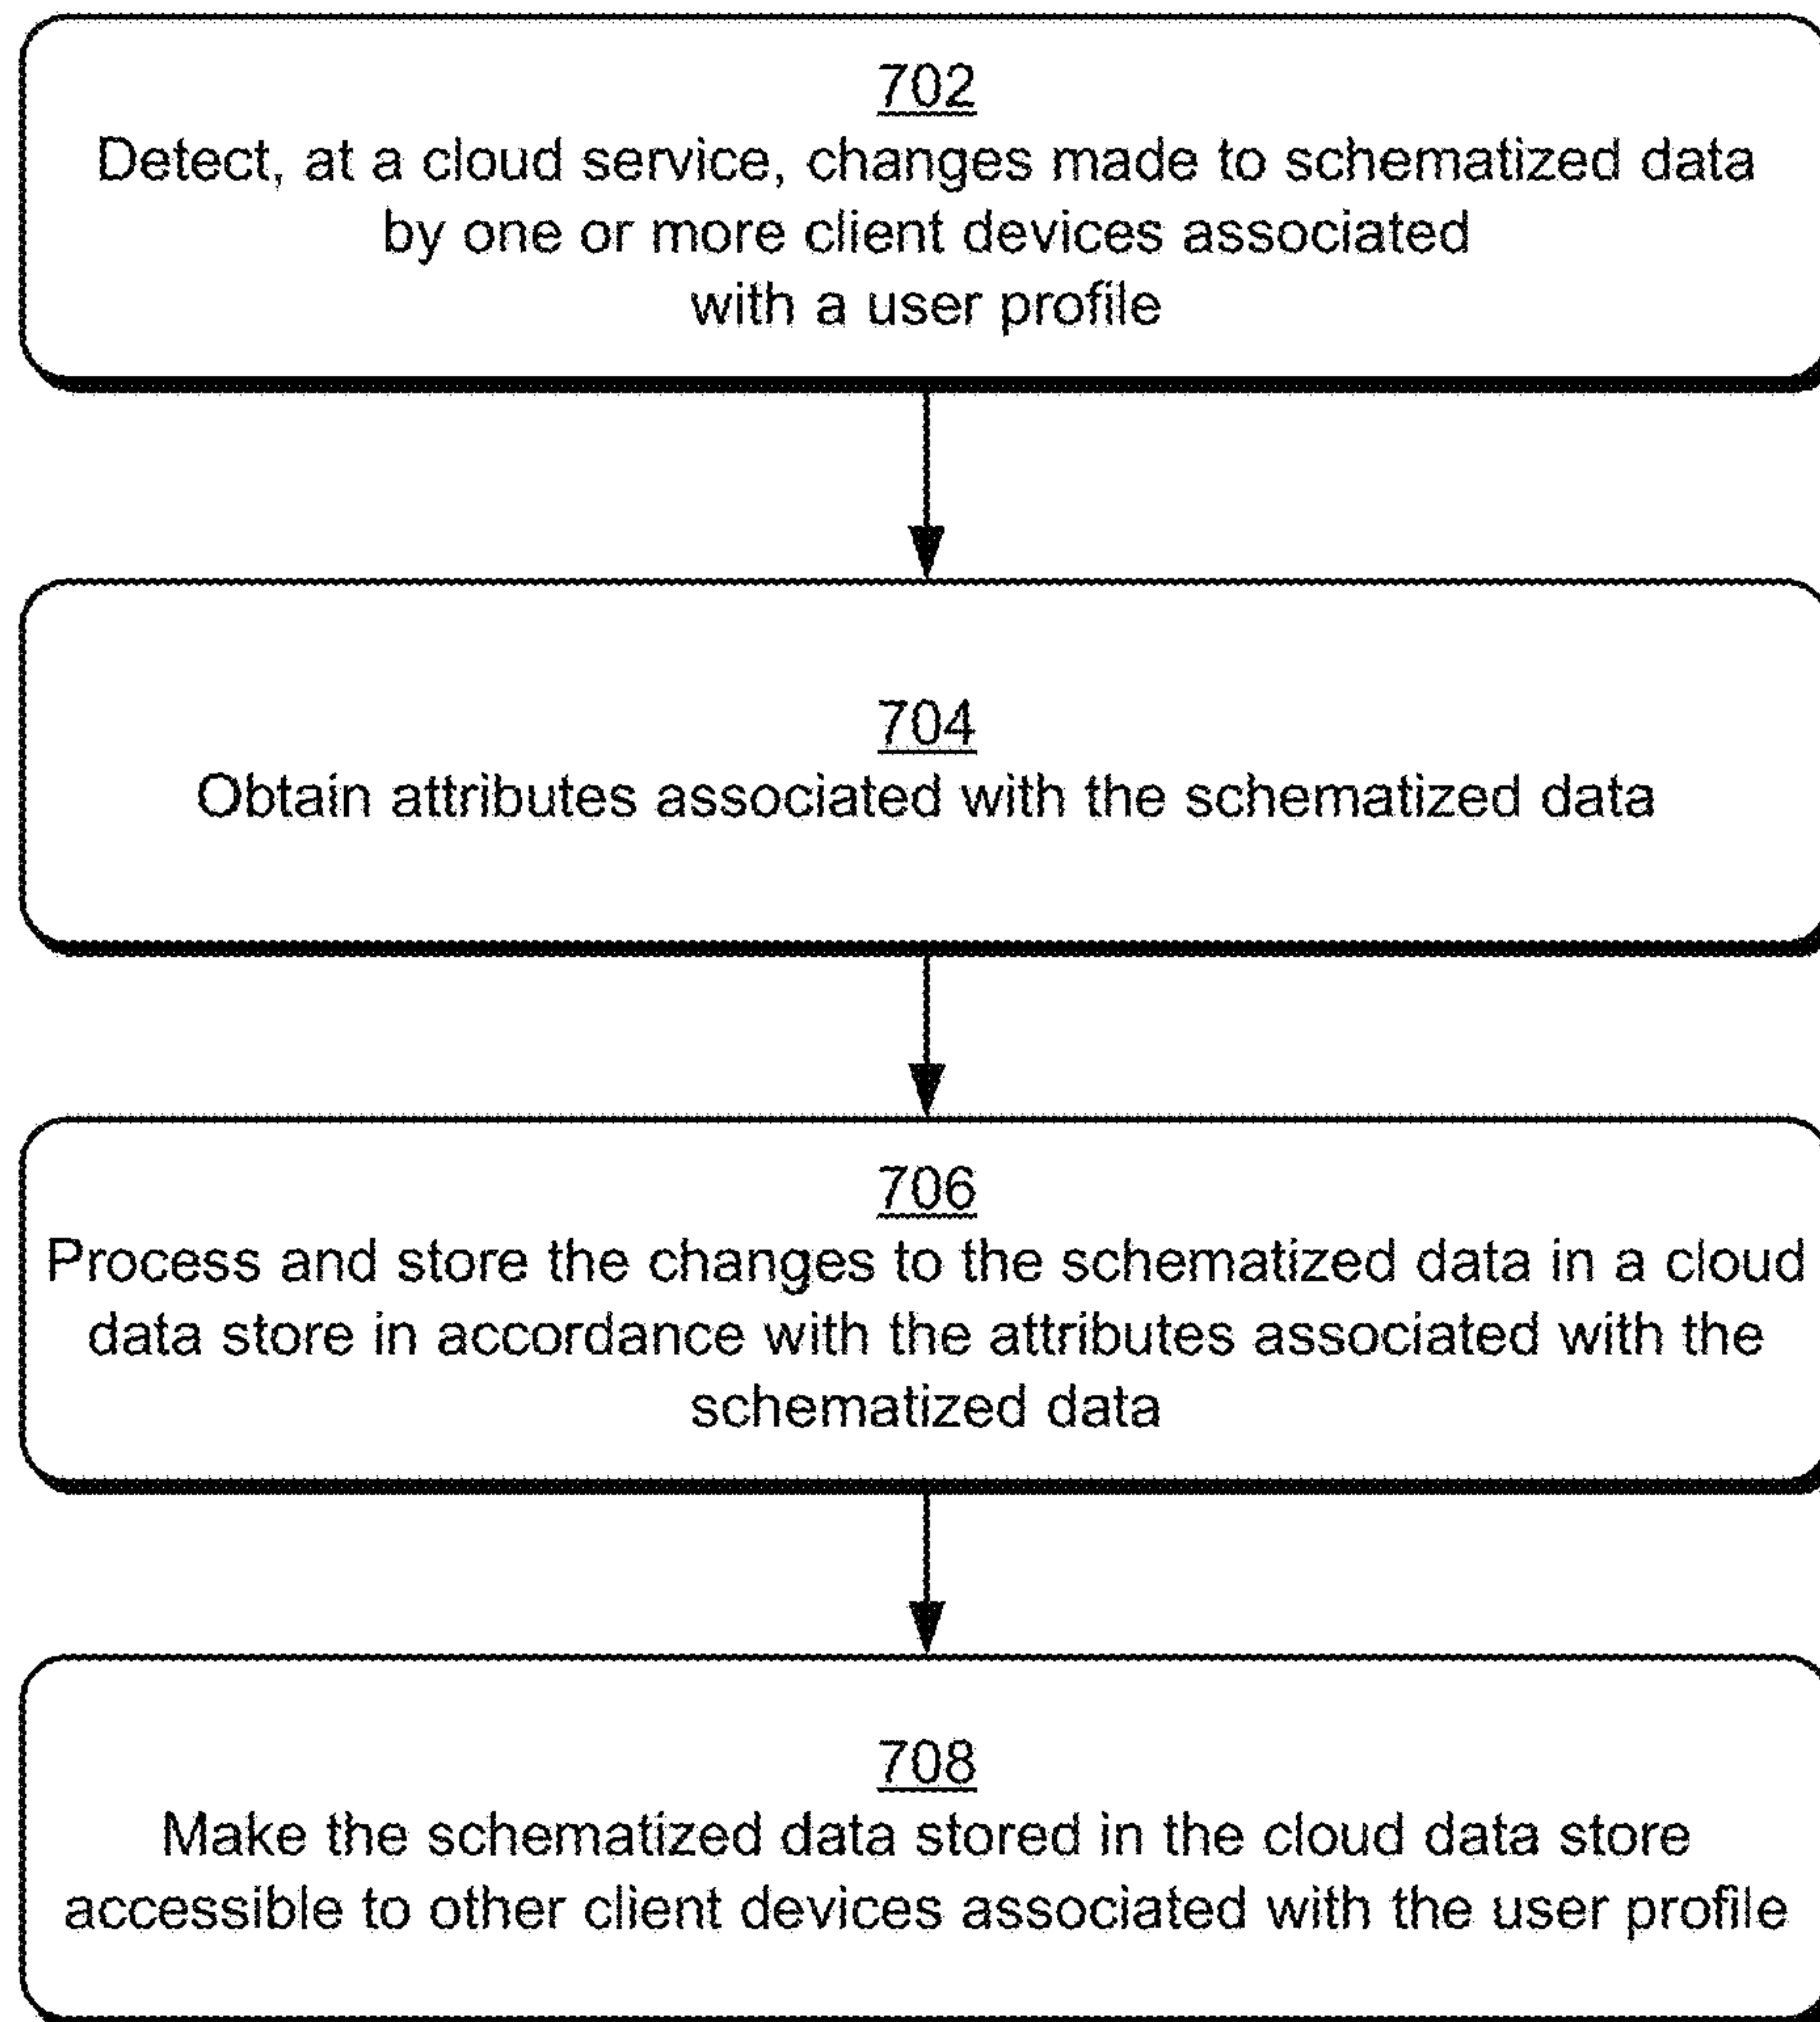 702
Detect, at a cloud service, changes made to schematized data
by one or more client devices associated
with a user profile
704
Obtain attributes associated with the schematized data
706
Process and store the changes to the schematized data in a cloud
data store in accordance with the attributes associated with the
schematized data
708
Make the schematized data stored in the cloud data store
accessible to other client devices associated with the user profile